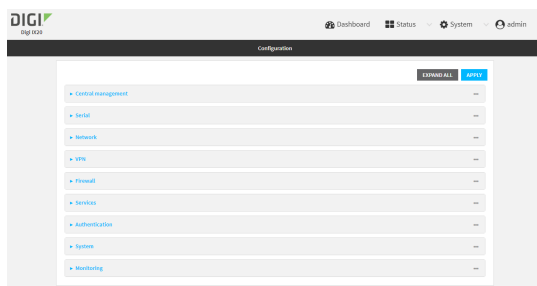 DIGI
Digi IX20
Dashboard Status System admin
Configuration
EXPAND ALL APPLY
Central management
Serial
Network
VPN
Firewall
Services
Authentication
System
Monitoring